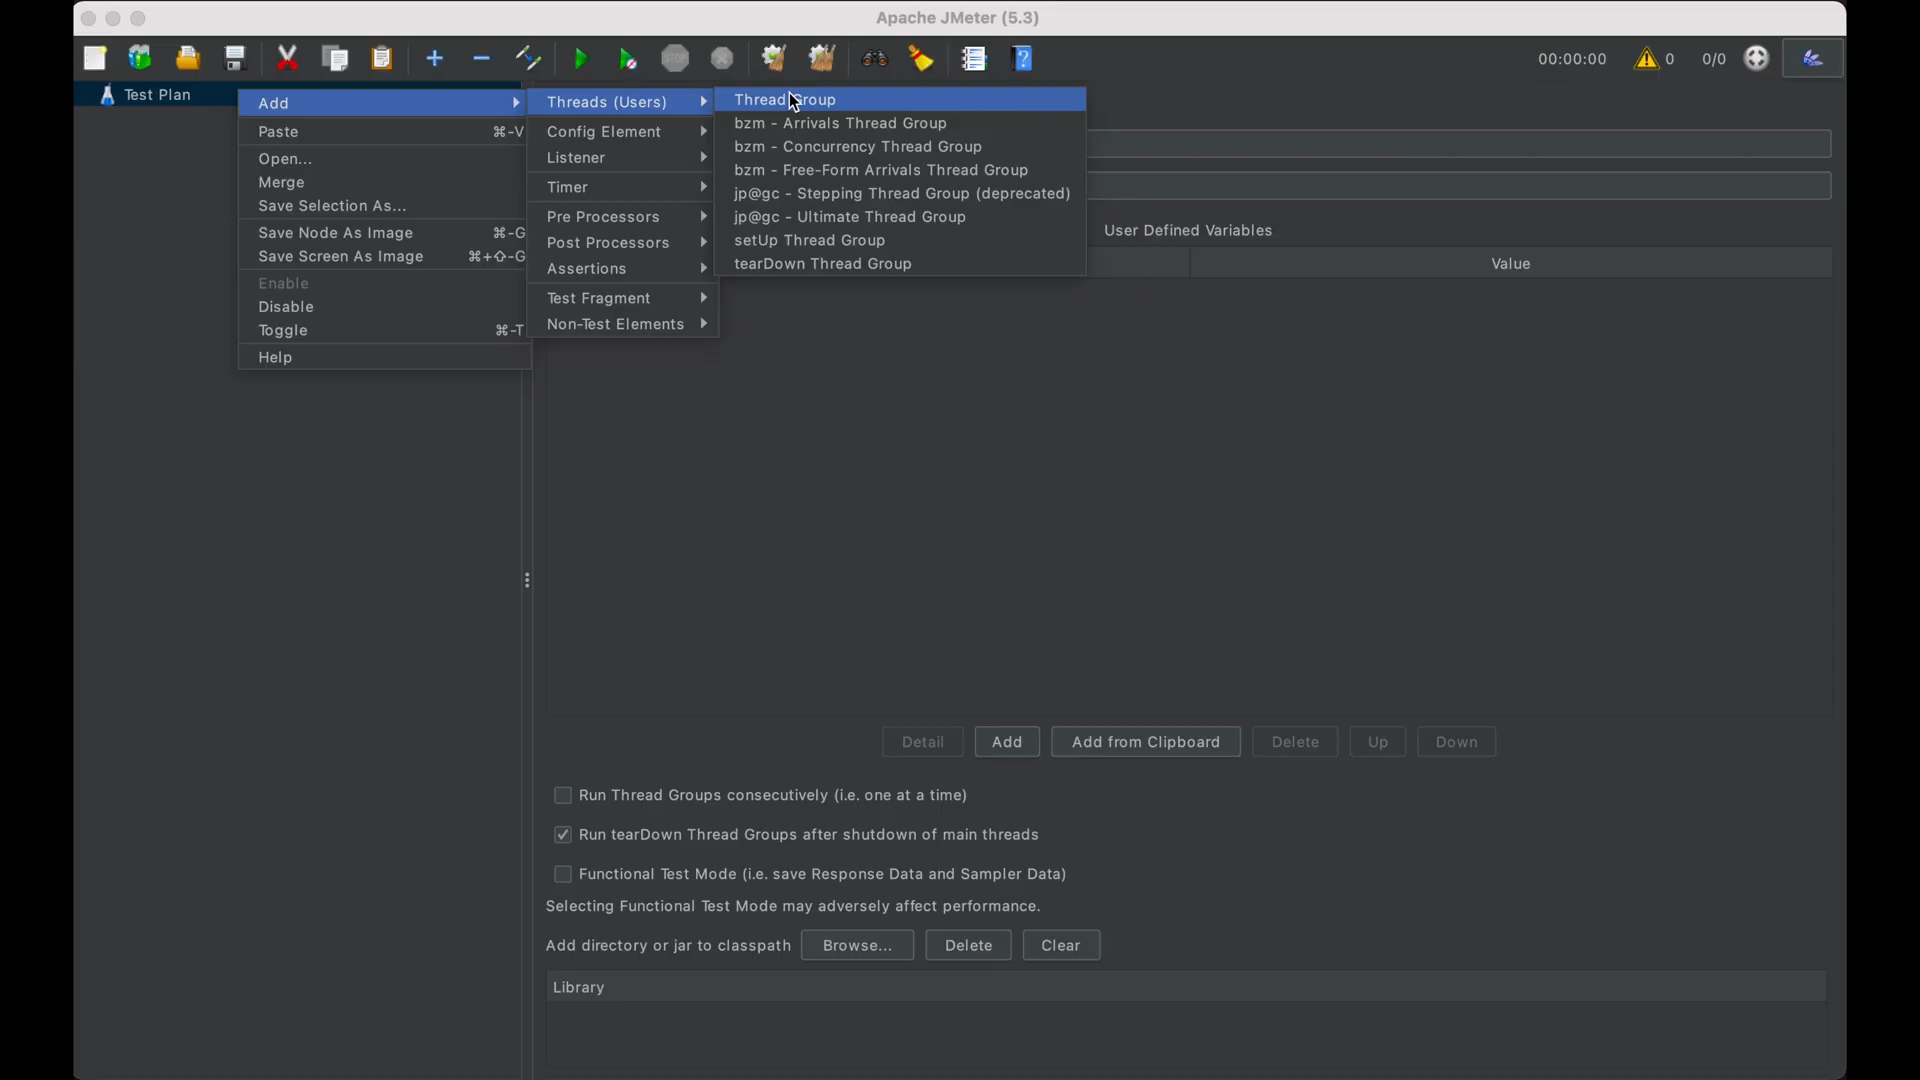 Apache JMeter (5.3)
STOP
?
00:00:00
0
0/0
Test Plan
Add
Paste ⌘-V
Open...
Merge
Save Selection As...
Save Node As Image ⌘-G
Save Screen As Image ⌘+⇧-G
Enable
Disable
Toggle ⌘-T
Help
Threads (Users)
Config Element
Listener
Timer
Pre Processors
Post Processors
Assertions
Test Fragment
Non-Test Elements
Thread Group
bzm - Arrivals Thread Group
bzm - Concurrency Thread Group
bzm - Free-Form Arrivals Thread Group
jp@gc - Stepping Thread Group (deprecated)
jp@gc - Ultimate Thread Group
setUp Thread Group
tearDown Thread Group
User Defined Variables
Value
Detail Add Add from Clipboard Delete Up Down
Run Thread Groups consecutively (i.e. one at a time)
Run tearDown Thread Groups after shutdown of main threads
Functional Test Mode (i.e. save Response Data and Sampler Data)
Selecting Functional Test Mode may adversely affect performance.
Add directory or jar to classpath Browse... Delete Clear
Library